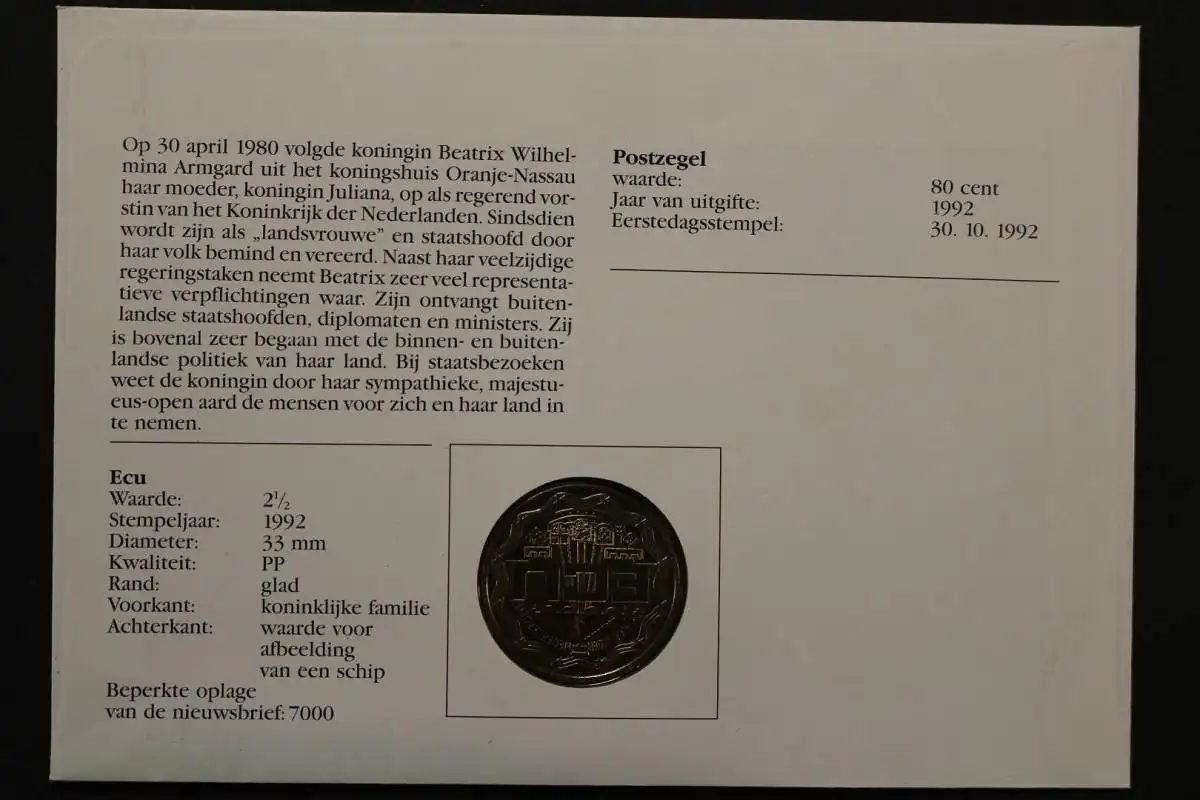 Op 30 april 1980 volgde koningin Beatrix Wilhel-
mina Armgard uit het koningshuis Oranje-Nassau
haar moeder, koningin Juliana, op als regerend vor-
stin van het Koninkrijk der Nederlanden. Sindsdien
wordt zijn als „landsvrouwe” en staatshoofd door
haar volk bemind en vereerd. Naast haar veelzijdige
regeringstaken neemt Beatrix zeer veel representa-
tieve verpflichtingen waar. Zijn ontvangt buiten-
landse staatshoofden, diplomaten en ministers. Zij
is bovenal zeer begaan met de binnen- en buiten-
landse politiek van haar land. Bij staatsbezoeken
weet de koningin door haar sympathieke, majestu-
eus-open aard de mensen voor zich en haar land in
te nemen.
Postzegel
waarde: 80 cent
Jaar van uitgifte: 1992
Eerstedagsstempel: 30. 10. 1992
Ecu
Waarde: 2½
Stempeljaar: 1992
Diameter: 33 mm
Kwaliteit: PP
Rand: glad
Voorkant: koninklijke familie
Achterkant: waarde voor
afbeelding
van een schip
Beperkte oplage
van de nieuwsbrief: 7000